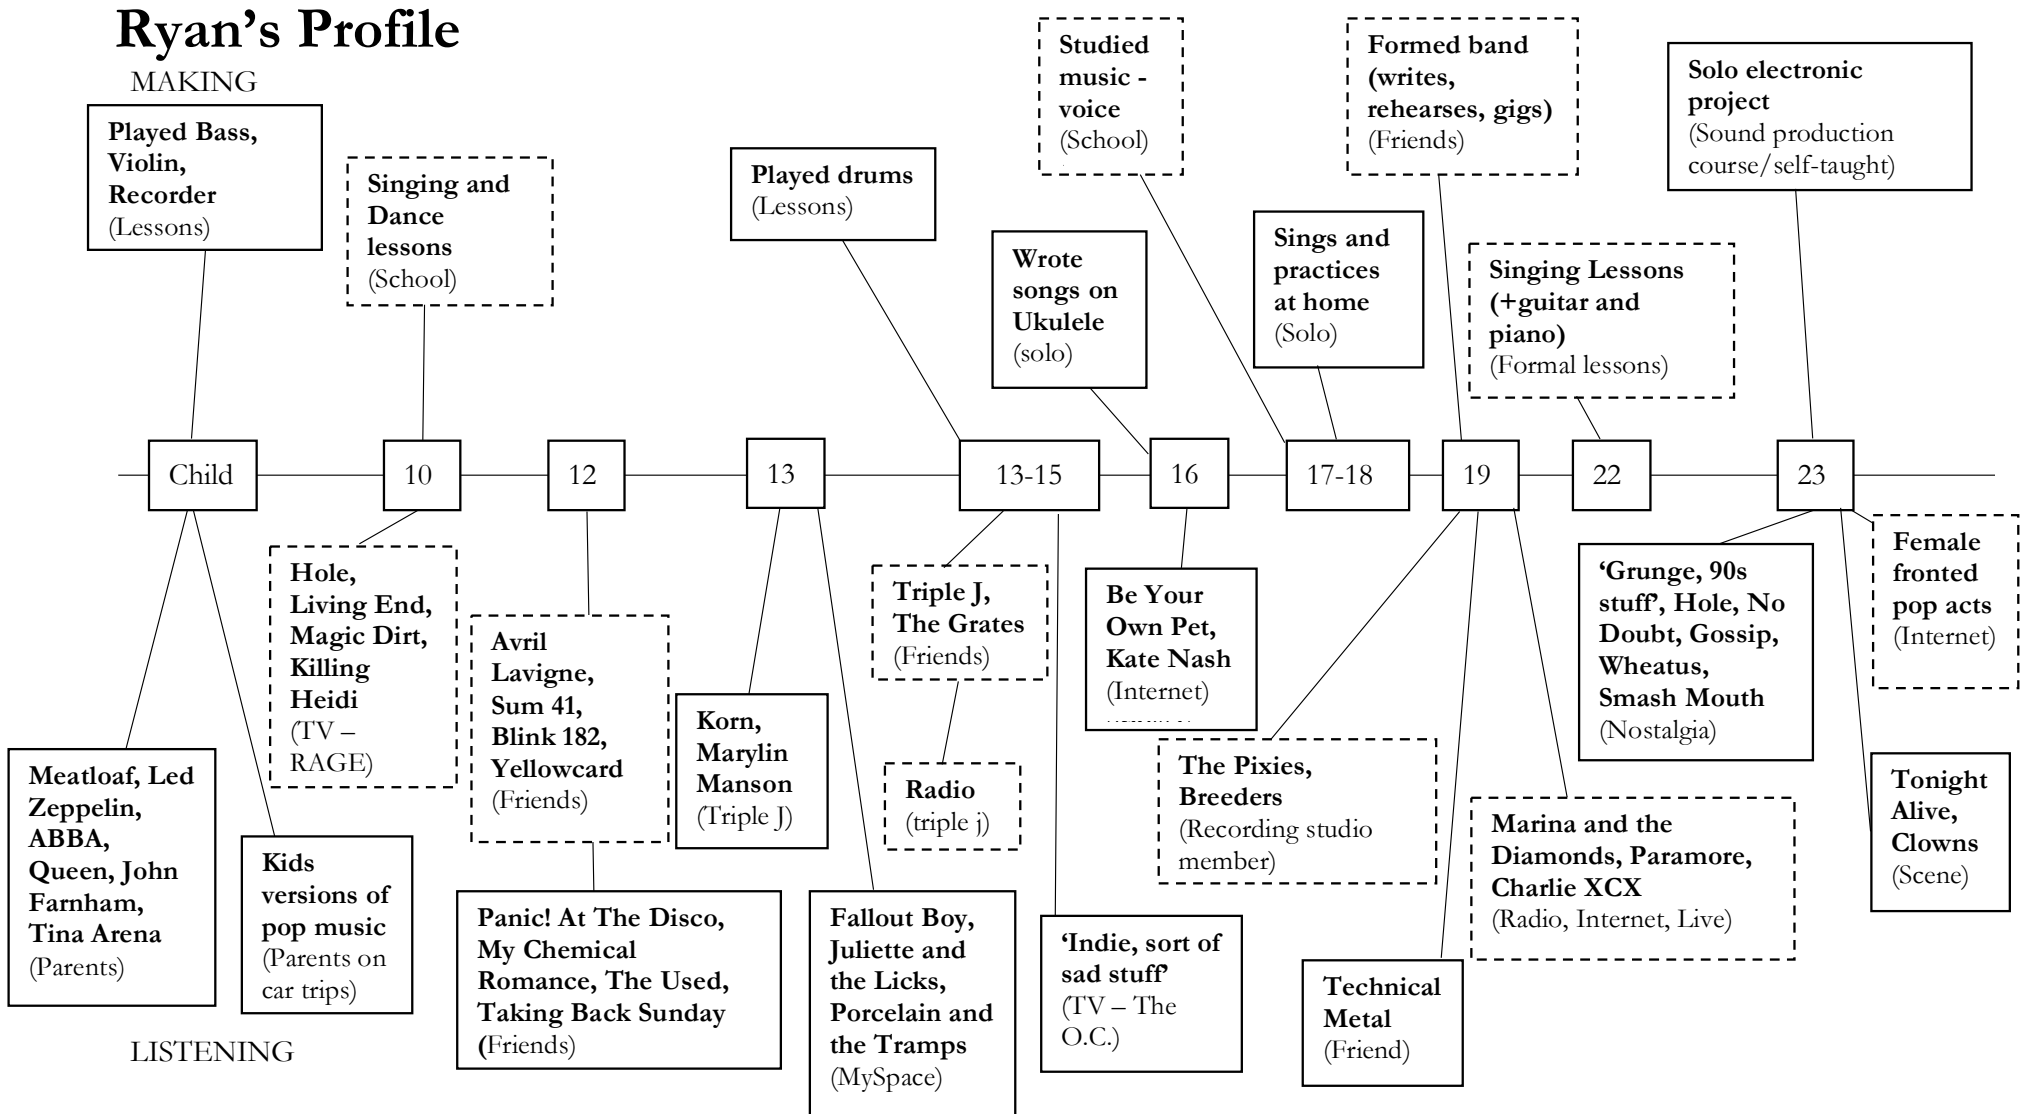 Ryan’s Profile
MAKING
Played Bass,
Violin,
Recorder
(Lessons)
Singing and
Dance
lessons
(School)
Played drums
(Lessons)
Wrote
songs on
Ukulele
(solo)
Studied
music -
voice
(School)
Sings and
practices
at home
(Solo)
Formed band
(writes,
rehearses, gigs)
(Friends)
Singing Lessons
(+guitar and
piano)
(Formal lessons)
Solo electronic
project
(Sound production
course/self-taught)
Child
10
12
13
13-15
16
17-18
19
22
23
Meatloaf, Led
Zeppelin,
ABBA,
Queen, John
Farnham,
Tina Arena
(Parents)
Kids
versions of
pop music
(Parents on
car trips)
Hole,
Living End,
Magic Dirt,
Killing
Heidi
(TV –
RAGE)
Avril
Lavigne,
Sum 41,
Blink 182,
Yellowcard
(Friends)
Panic! At The Disco,
My Chemical
Romance, The Used,
Taking Back Sunday
(Friends)
Korn,
Marylin
Manson
(Triple J)
Fallout Boy,
Juliette and
the Licks,
Porcelain and
the Tramps
(MySpace)
Triple J,
The Grates
(Friends)
Radio
(triple j)
‘Indie, sort of
sad stuff’
(TV – The
O.C.)
Be Your
Own Pet,
Kate Nash
(Internet)
The Pixies,
Breeders
(Recording studio
member)
Technical
Metal
(Friend)
Marina and the
Diamonds, Paramore,
Charlie XCX
(Radio, Internet, Live)
‘Grunge, 90s
stuff’, Hole, No
Doubt, Gossip,
Wheatus,
Smash Mouth
(Nostalgia)
Female
fronted
pop acts
(Internet)
Tonight
Alive,
Clowns
(Scene)
LISTENING